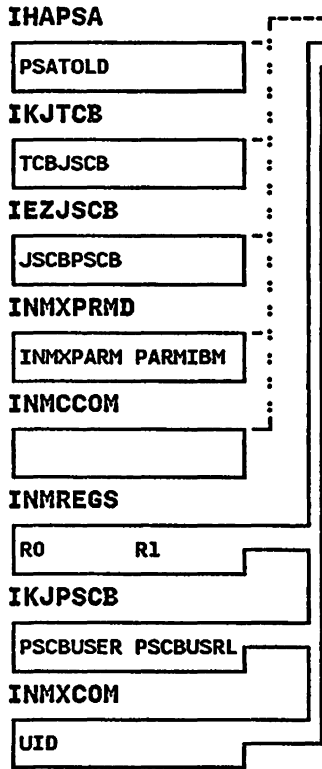 IHAPSA
PSATOLD
IKJTCB
TCBJSCB
IEZJSCB
JSCBPSCB
INMXPRMD
INMXPARM PARMIBM
INMCCOM
INMREGS
R0 R1
IKJPSCB
PSCBUSER PSCBUSRL
INMXCOM
UID